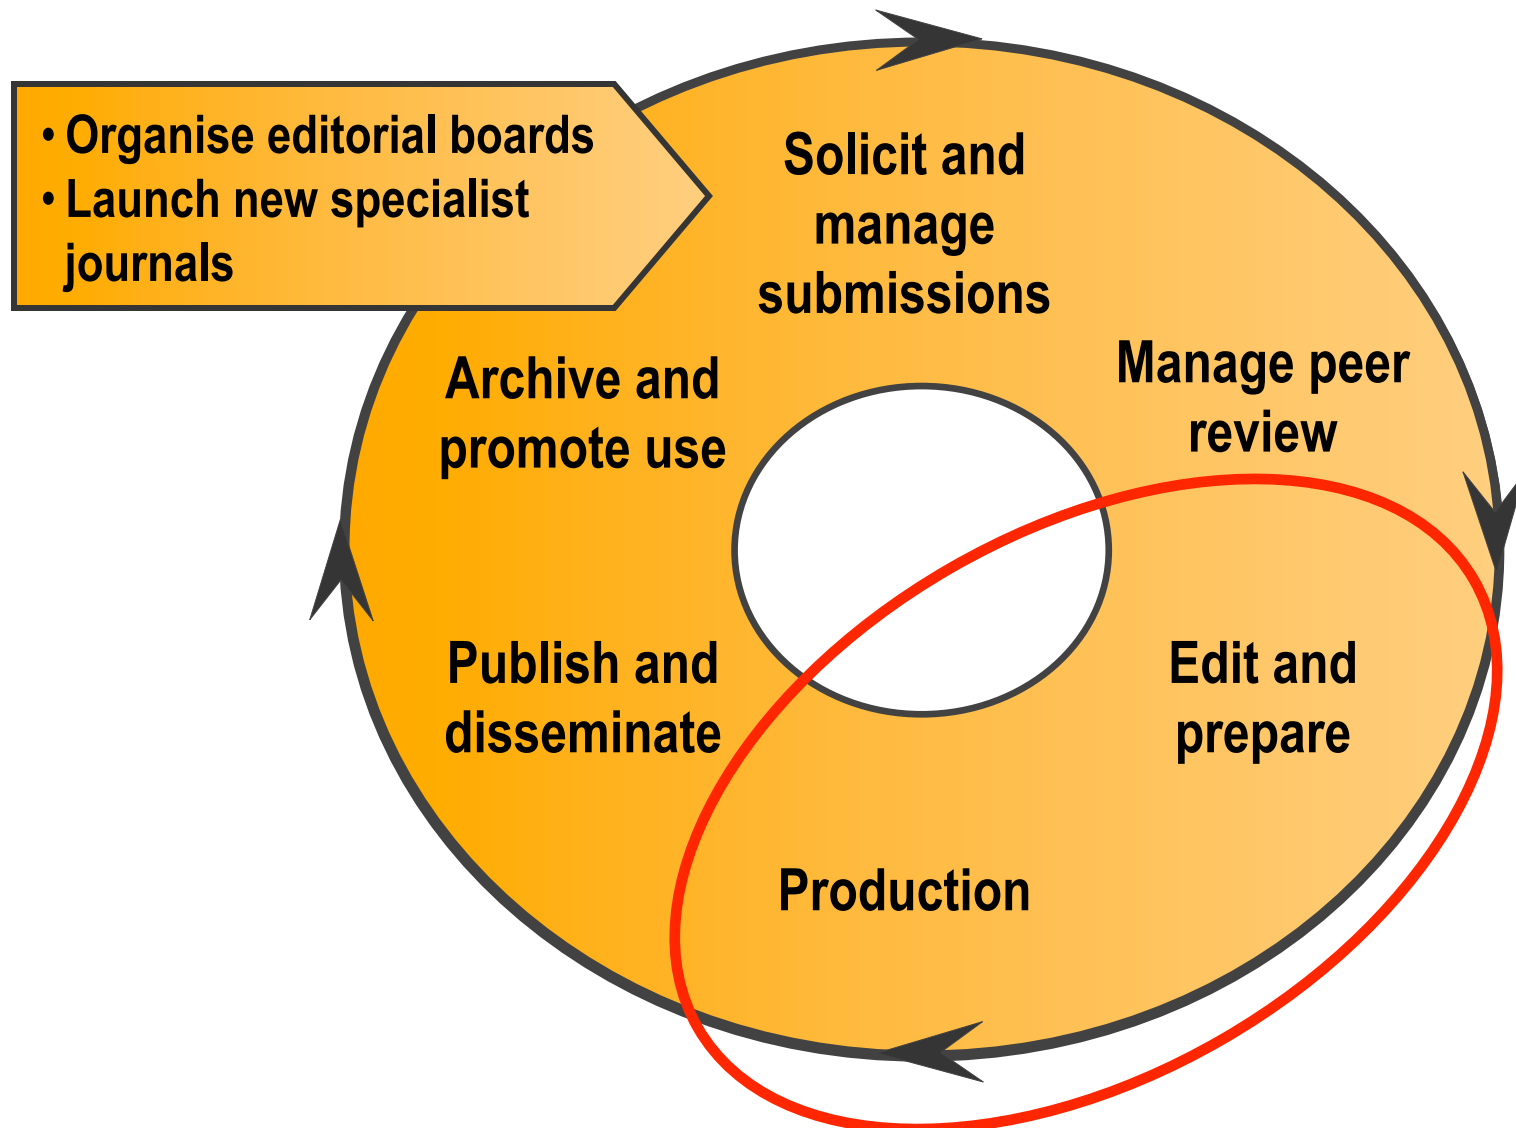 • Organise editorial boards
• Launch new specialist
journals
Solicit and
manage
submissions
Manage peer
review
Edit and
prepare
Production
Publish and
disseminate
Archive and
promote use